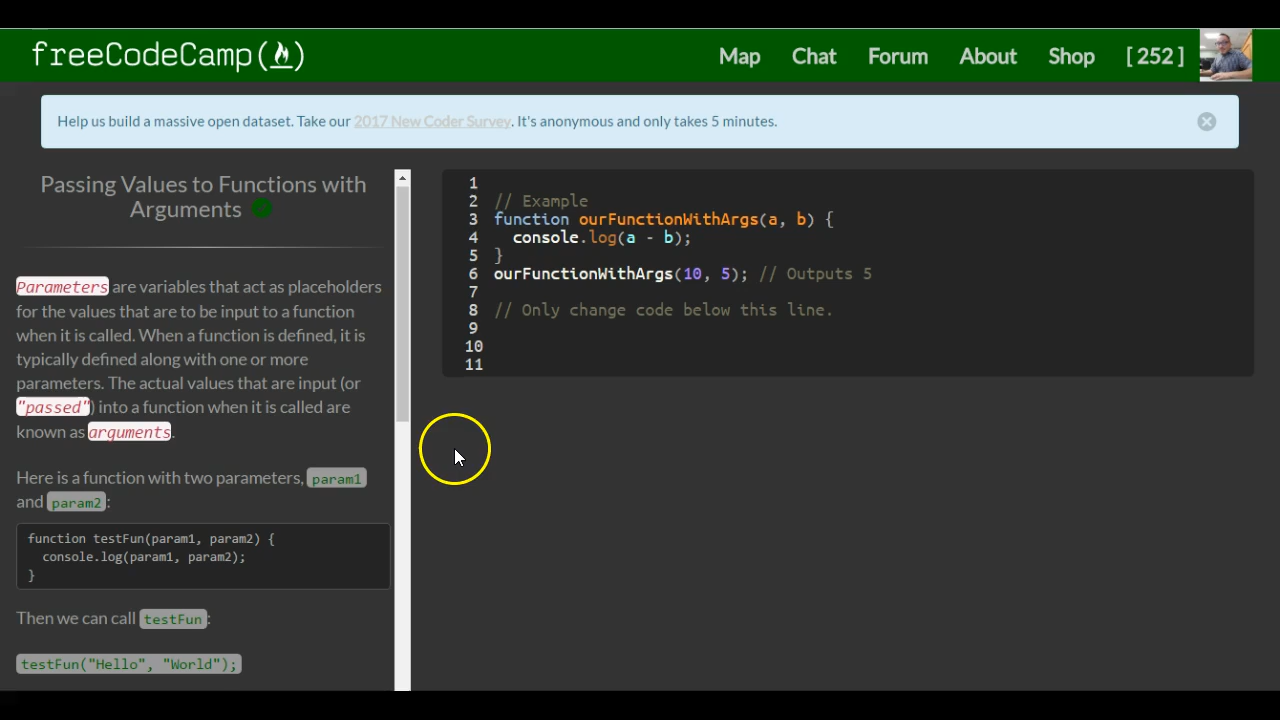 freeCodeCamp(🔥)
Map Chat Forum About Shop [ 252 ]
Help us build a massive open dataset. Take our 2017 New Coder Survey. It's anonymous and only takes 5 minutes.
Passing Values to Functions with
Arguments
Parameters are variables that act as placeholders
for the values that are to be input to a function
when it is called. When a function is defined, it is
typically defined along with one or more
parameters. The actual values that are input (or
"passed") into a function when it is called are
known as arguments.
Here is a function with two parameters, param1
and param2:
function testFun(param1, param2) {
  console.log(param1, param2);
}
Then we can call testFun:
testFun("Hello", "World");
1
2 // Example
3 function ourFunctionWithArgs(a, b) {
4   console.log(a - b);
5 }
6 ourFunctionWithArgs(10, 5); // Outputs 5
7
8 // Only change code below this line.
9
10
11